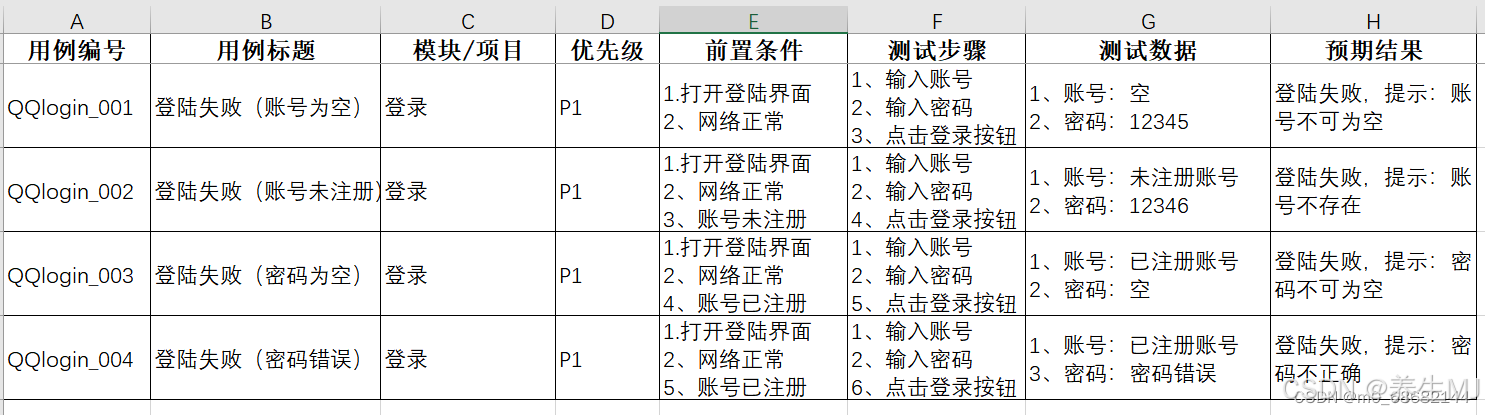 A B C D E F G H
用例编号 用例标题 模块/项目 优先级 前置条件 测试步骤 测试数据 预期结果
QQlogin_001
登陆失败（账号为空）
登录
P1
1.打开登陆界面
2、网络正常
1、输入账号
2、输入密码
3、点击登录按钮
1、账号：空
2、密码：12345
登陆失败，提示：账
号不可为空
QQlogin_002
登陆失败（账号未注册）
登录
P1
1.打开登陆界面
2、网络正常
3、账号未注册
1、输入账号
2、输入密码
4、点击登录按钮
1、账号：未注册账号
2、密码：12346
登陆失败，提示：账
号不存在
QQlogin_003
登陆失败（密码为空）
登录
P1
1.打开登陆界面
2、网络正常
4、账号已注册
1、输入账号
2、输入密码
5、点击登录按钮
1、账号：已注册账号
2、密码：空
登陆失败，提示：密
码不可为空
QQlogin_004
登陆失败（密码错误）
登录
P1
1.打开登陆界面
2、网络正常
5、账号已注册
1、输入账号
2、输入密码
6、点击登录按钮
1、账号：已注册账号
3、密码：密码错误
登陆失败，提示：密
码不正确
CSDN @养生MJ